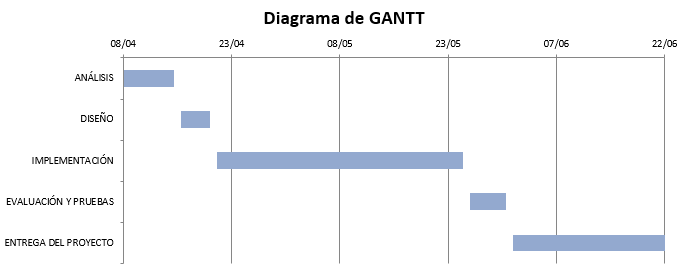 Diagrama de GANTT
08/04 23/04 08/05 23/05 07/06 22/06
ANÁLISIS
DISEÑO
IMPLEMENTACIÓN
EVALUACIÓN Y PRUEBAS
ENTREGA DEL PROYECTO